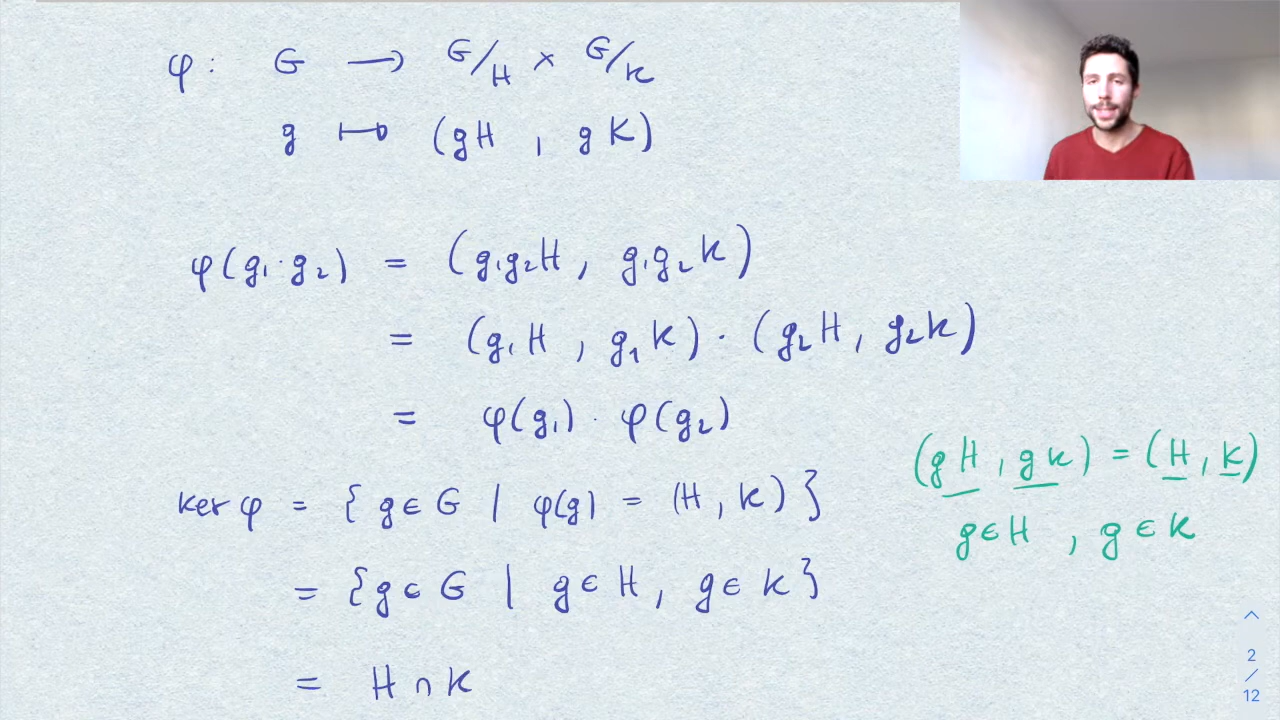 φ : G → G/H × G/K
g ↦ (gH , gK)
φ(g₁·g₂) = (g₁g₂H , g₁g₂K)
= (g₁H , g₁K) · (g₂H , g₂K)
= φ(g₁) · φ(g₂)
(gH , gK) = (H , K)
ker φ = {g ∈ G | φ(g) = (H , K)}
g ∈ H , g ∈ K
= {g ∈ G | g ∈ H , g ∈ K}
= H ∩ K
2
/
12